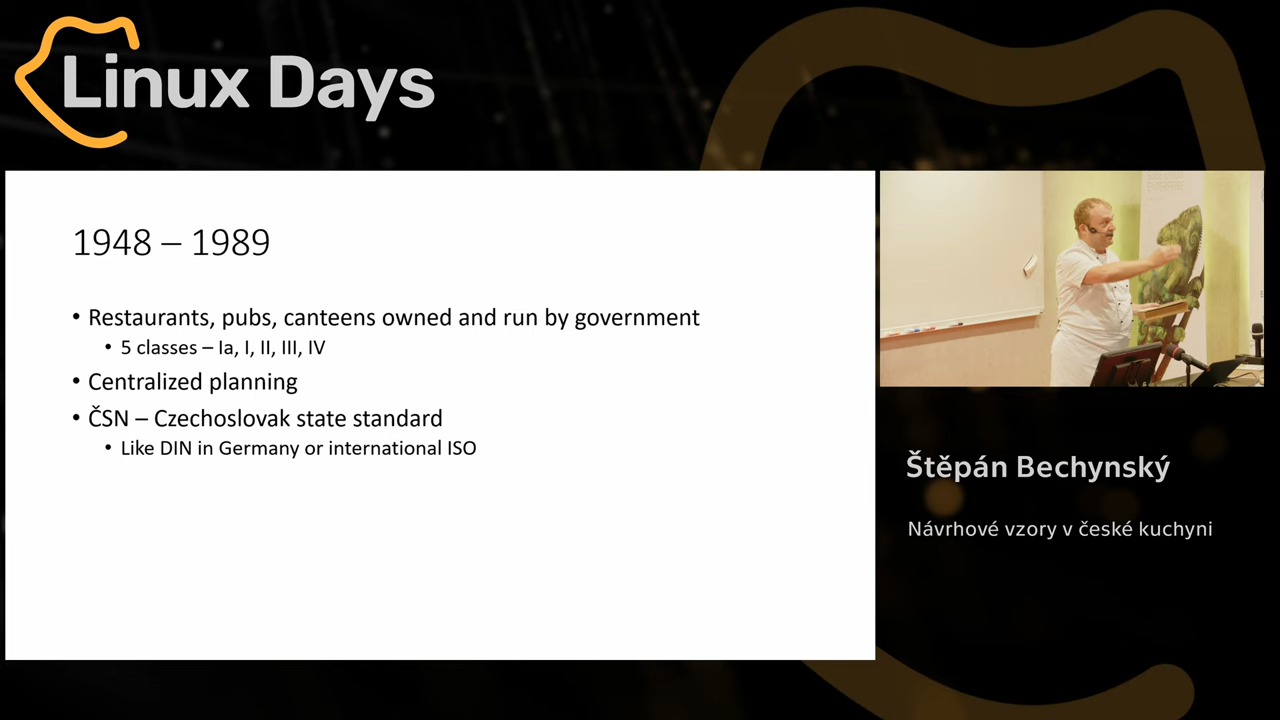 Linux Days
1948 – 1989
• Restaurants, pubs, canteens owned and run by government
• 5 classes – Ia, I, II, III, IV
• Centralized planning
• ČSN – Czechoslovak state standard
• Like DIN in Germany or international ISO
Štěpán Bechynský
Návrhové vzory v české kuchyni